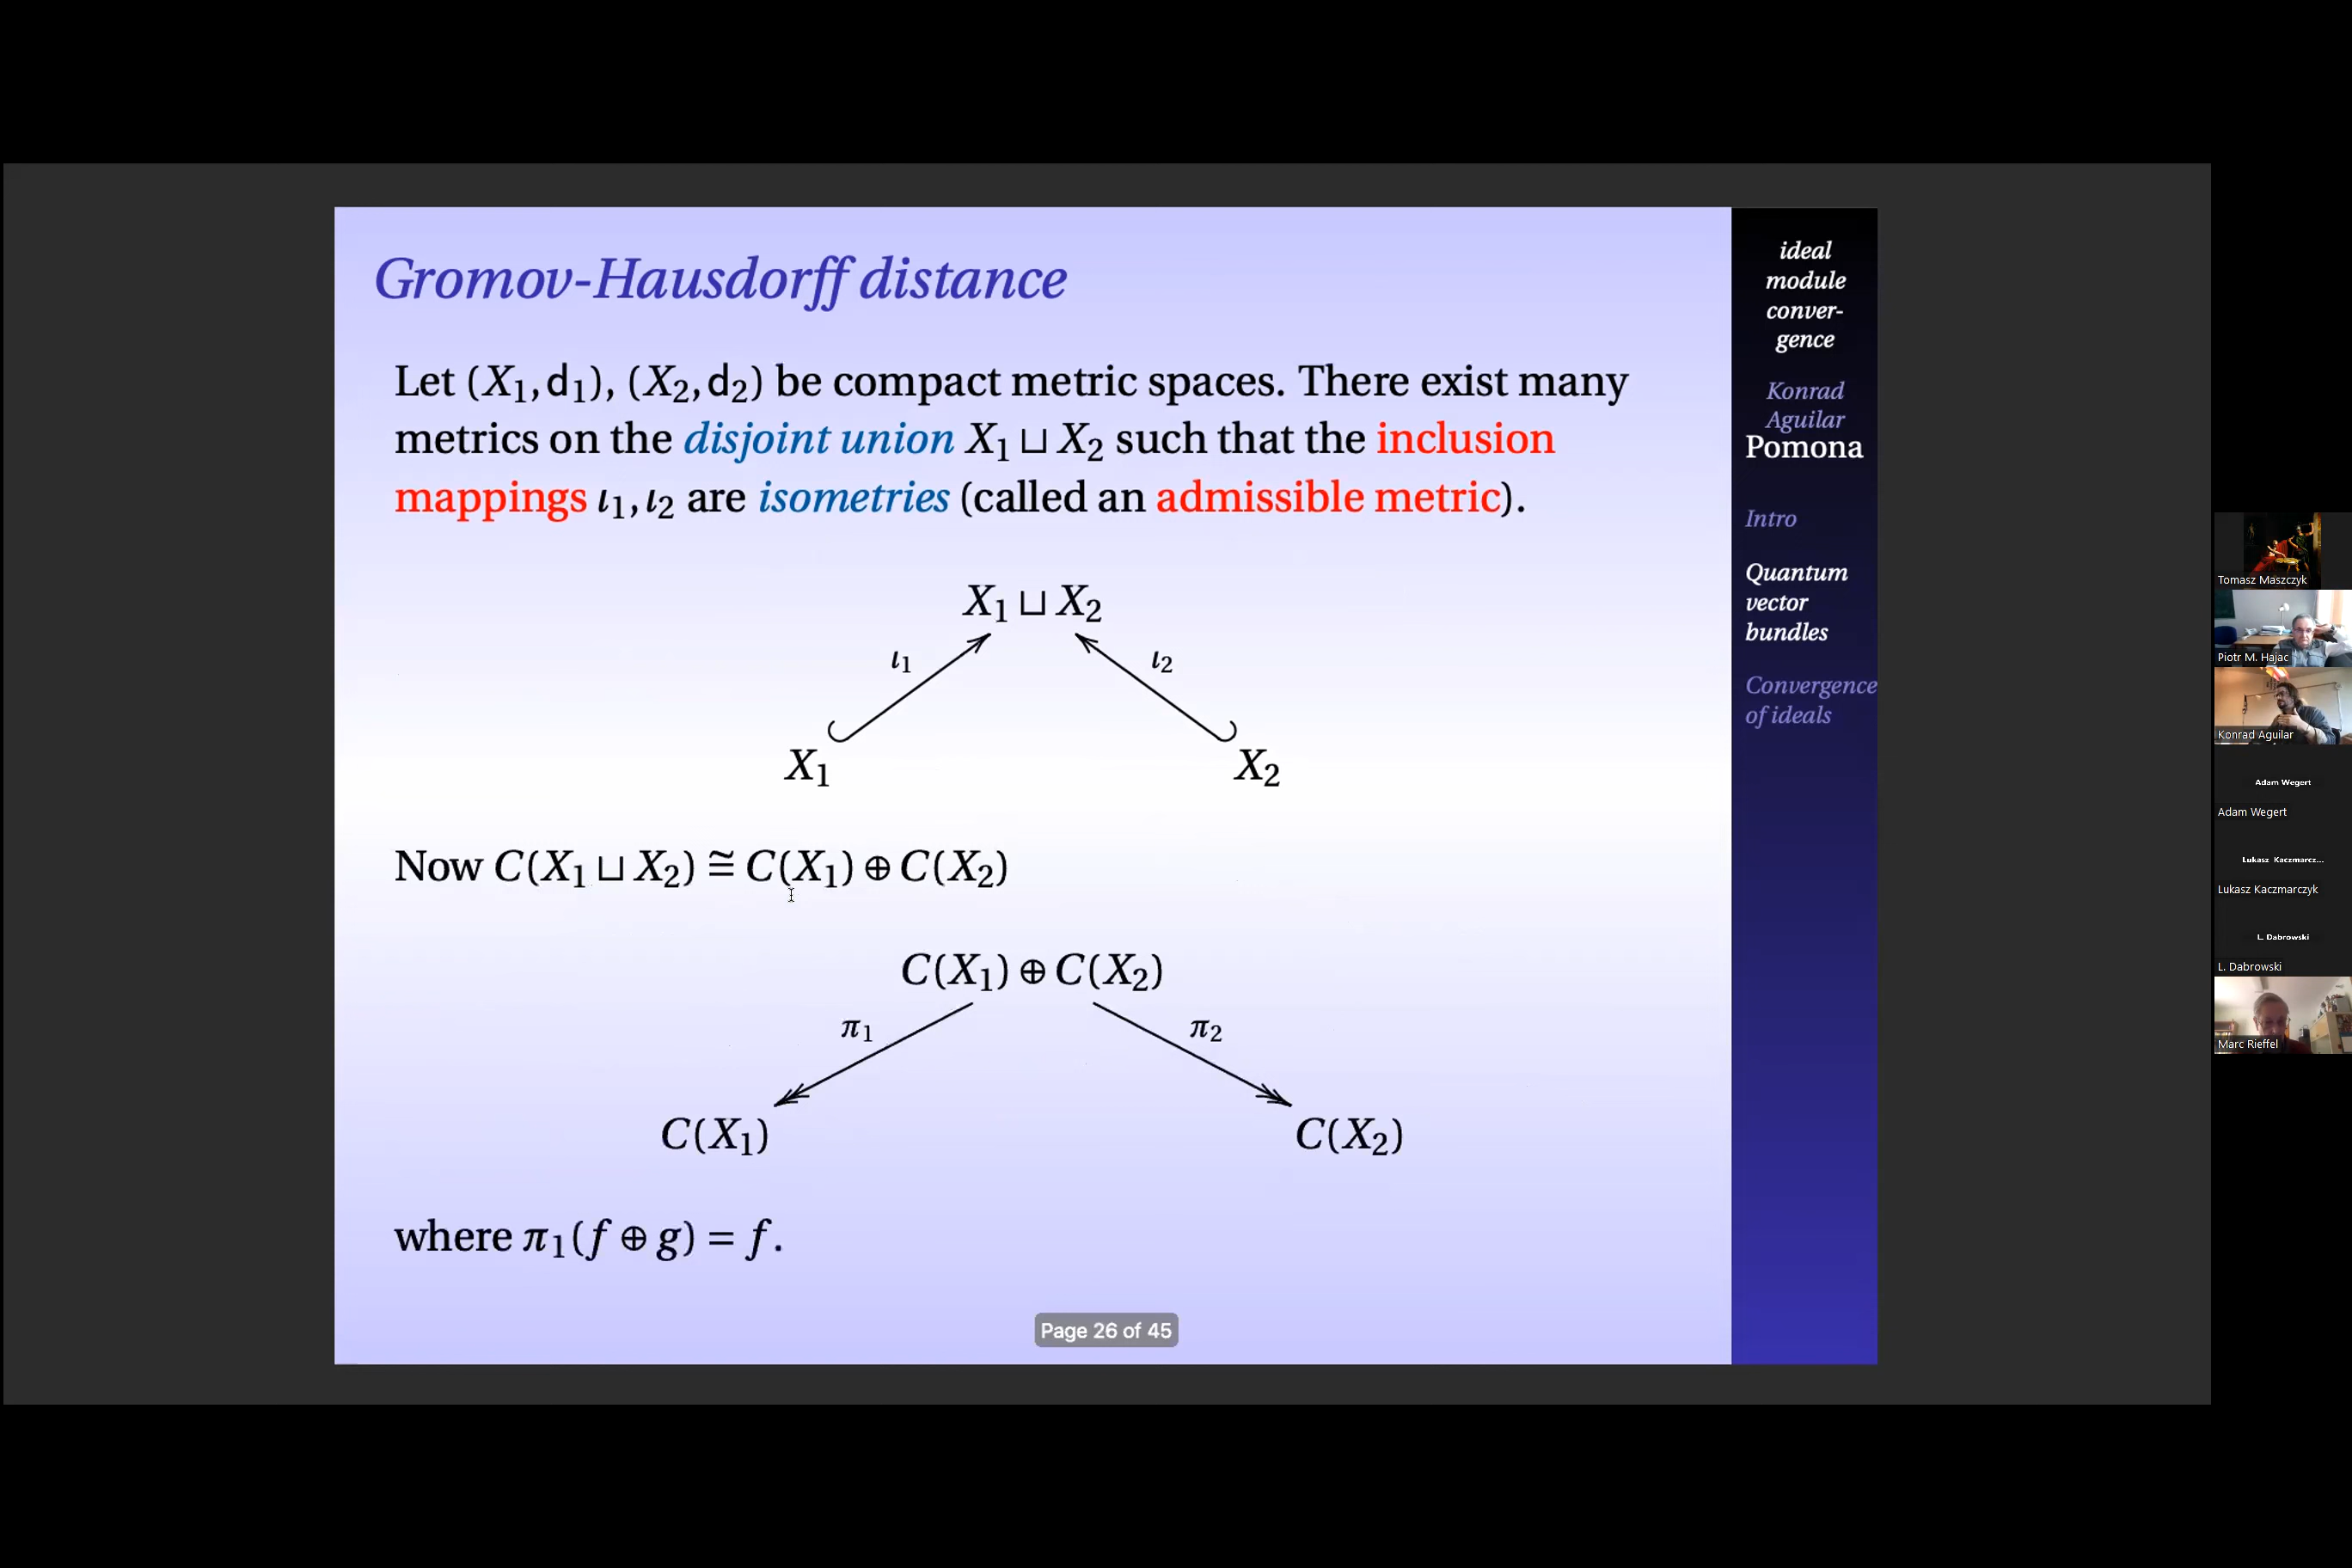 Gromov-Hausdorff distance
Let (X₁,d₁), (X₂,d₂) be compact metric spaces. There exist many
metrics on the disjoint union X₁ ⊔ X₂ such that the inclusion
mappings ι₁,ι₂ are isometries (called an admissible metric).
X₁ ⊔ X₂
ι₁ ι₂
X₁ X₂
Now C(X₁ ⊔ X₂) ≅ C(X₁) ⊕ C(X₂)
C(X₁) ⊕ C(X₂)
π₁ π₂
C(X₁) C(X₂)
where π₁(f ⊕ g) = f.
Page 26 of 45
ideal
module
conver-
gence
Konrad
Aguilar
Pomona
Intro
Quantum
vector
bundles
Convergence
of ideals
Tomasz Maszczyk
Piotr M. Hajac
Konrad Aguilar
Adam Wegert
Adam Wegert
Lukasz Kaczmarcz...
Lukasz Kaczmarczyk
L. Dabrowski
L. Dabrowski
Marc Rieffel